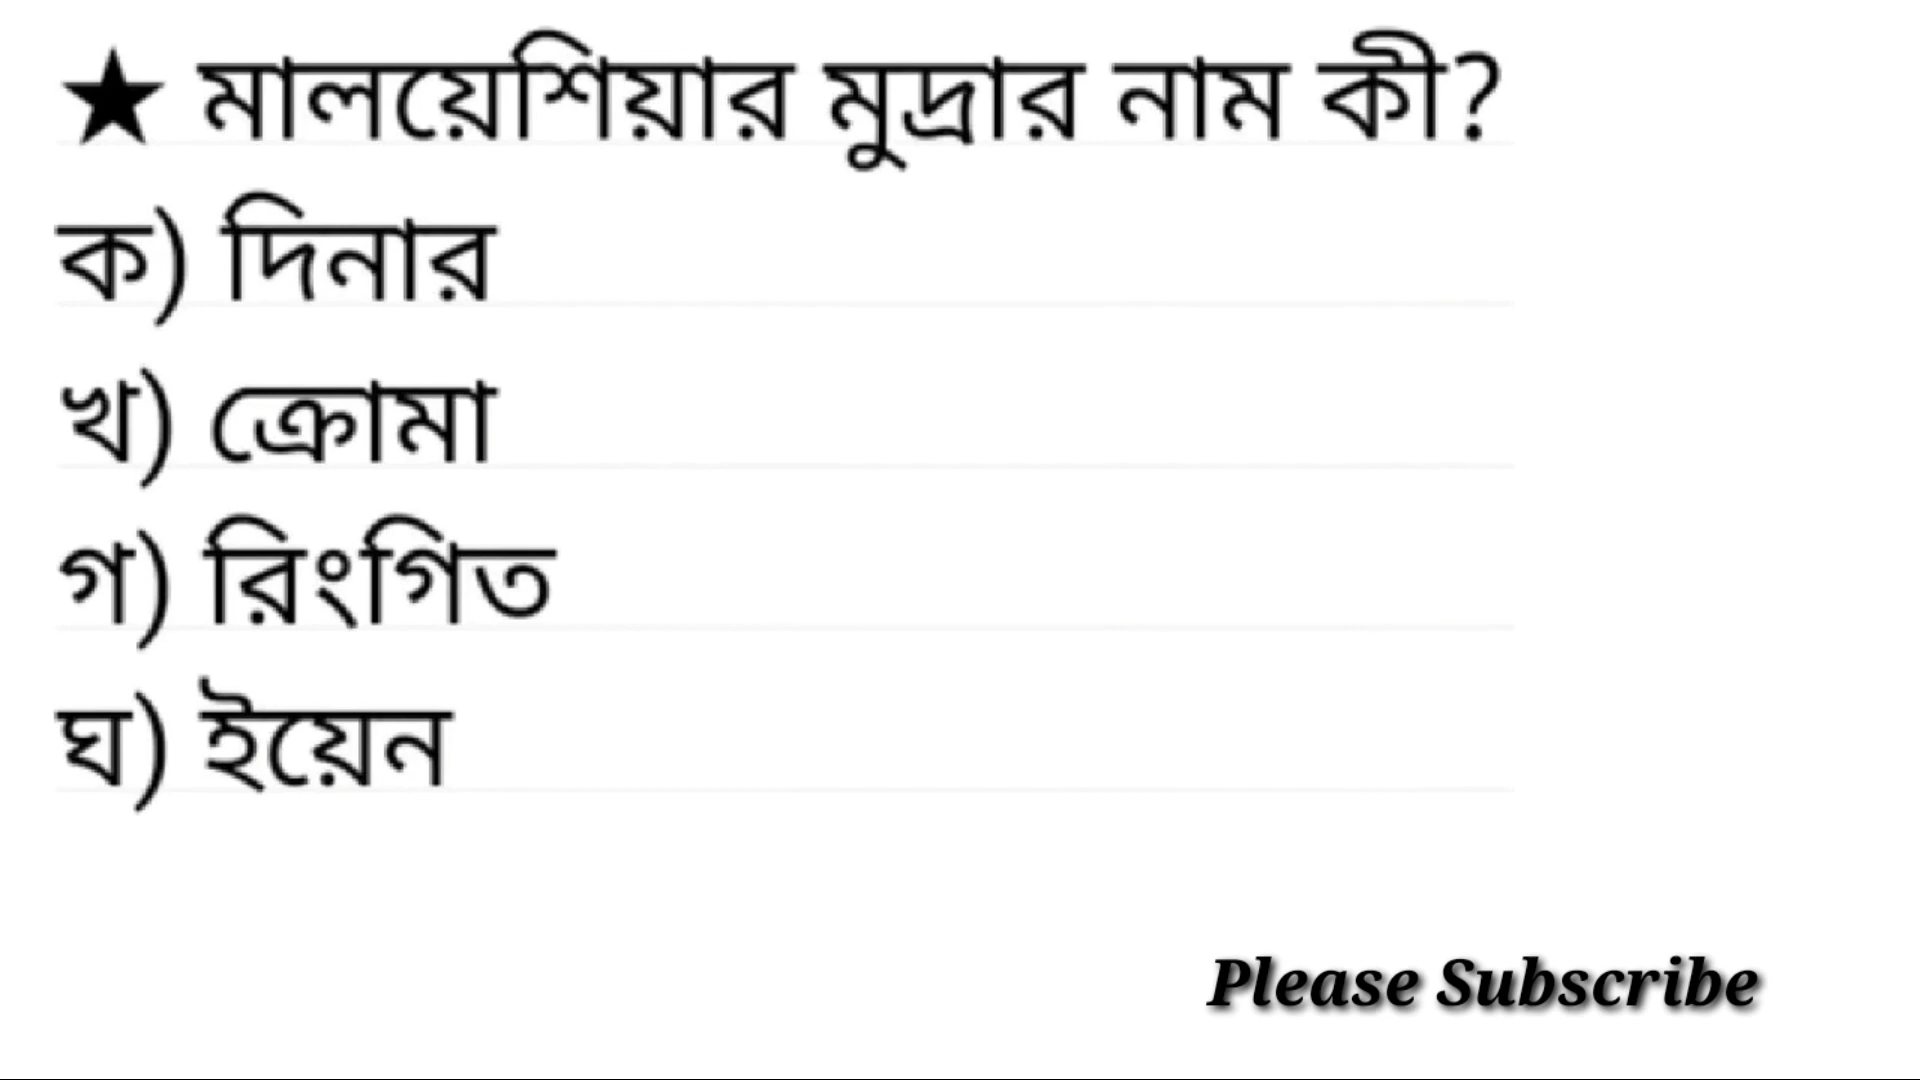 ★ মালয়েশিয়ার মুদ্রার নাম কী?
ক) দিনার
খ) ক্রোমা
গ) রিংগিত
ঘ) ইয়েন
Please Subscribe